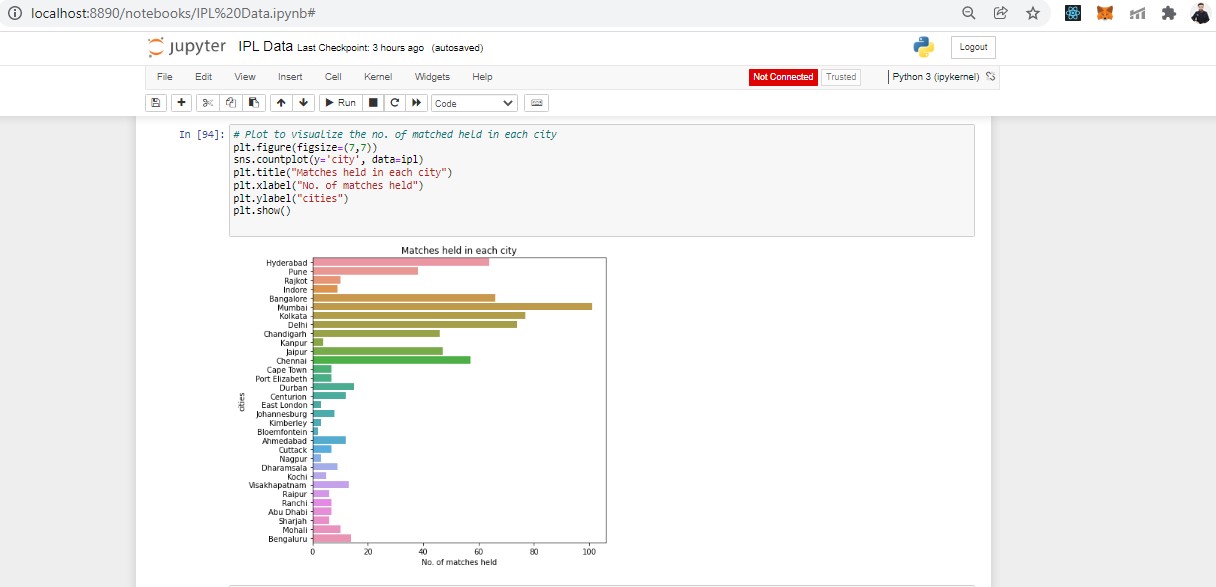 localhost:8890/notebooks/IPL%20Data.ipynb#
jupyter IPL Data Last Checkpoint: 3 hours ago (autosaved)
Logout
File Edit View Insert Cell Kernel Widgets Help
Not Connected Trusted Python 3 (ipykernel)
Run Code
In [94]: # Plot to visualize the no. of matched held in each city
plt.figure(figsize=(7,7))
sns.countplot(y='city', data=ipl)
plt.title("Matches held in each city")
plt.xlabel("No. of matches held")
plt.ylabel("cities")
plt.show()
Matches held in each city
Hyderabad
Pune
Rajkot
Indore
Bangalore
Mumbai
Kolkata
Delhi
Chandigarh
Kanpur
Jaipur
Chennai
Cape Town
Port Elizabeth
Durban
Centurion
East London
Johannesburg
Kimberley
Bloemfontein
Ahmedabad
Cuttack
Nagpur
Dharamsala
Kochi
Visakhapatnam
Raipur
Ranchi
Abu Dhabi
Sharjah
Mohali
Bengaluru
cities
0 20 40 60 80 100
No. of matches held